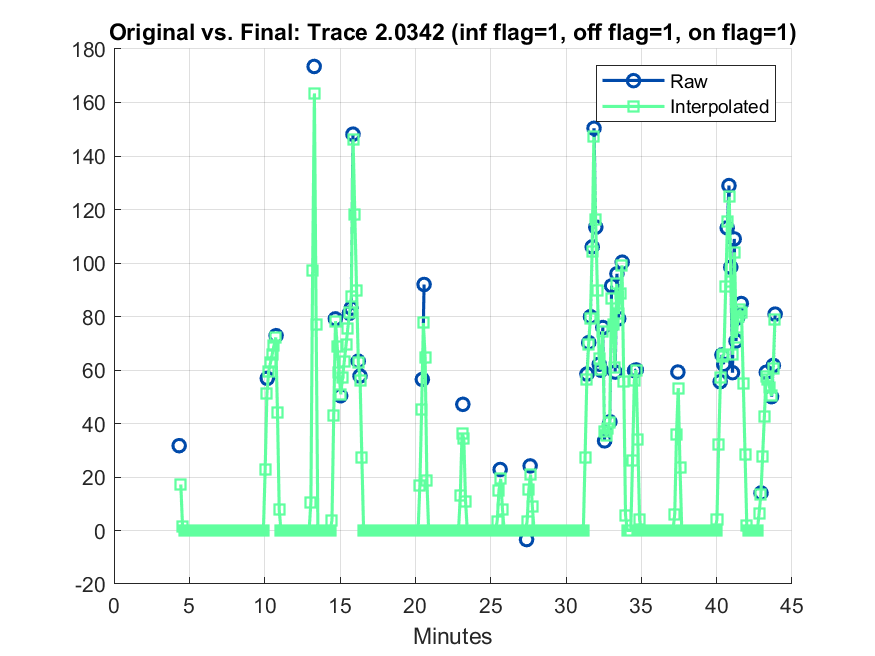 Original vs. Final: Trace 2.0342 (inf flag=1, off flag=1, on flag=1)
180
160
140
120
100
80
60
40
20
0
-20
Raw
Interpolated
0 5 10 15 20 25 30 35 40 45
Minutes